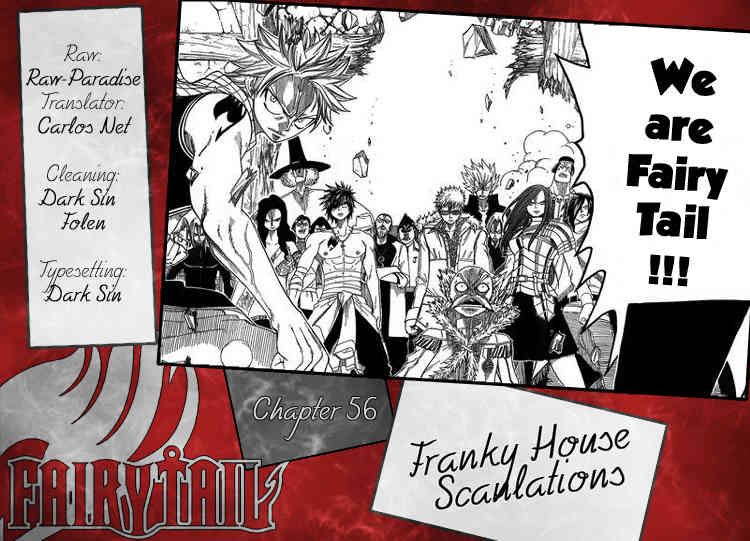 Raw:
Raw-Paradise
Translator:
Carlos Net
Cleaning:
Dark Sin
Folen
Typesetting:
Dark Sin
We
are
Fairy
Tail
!!!
Chapter 56
Franky House
Scanlations
FAIRY TAIL